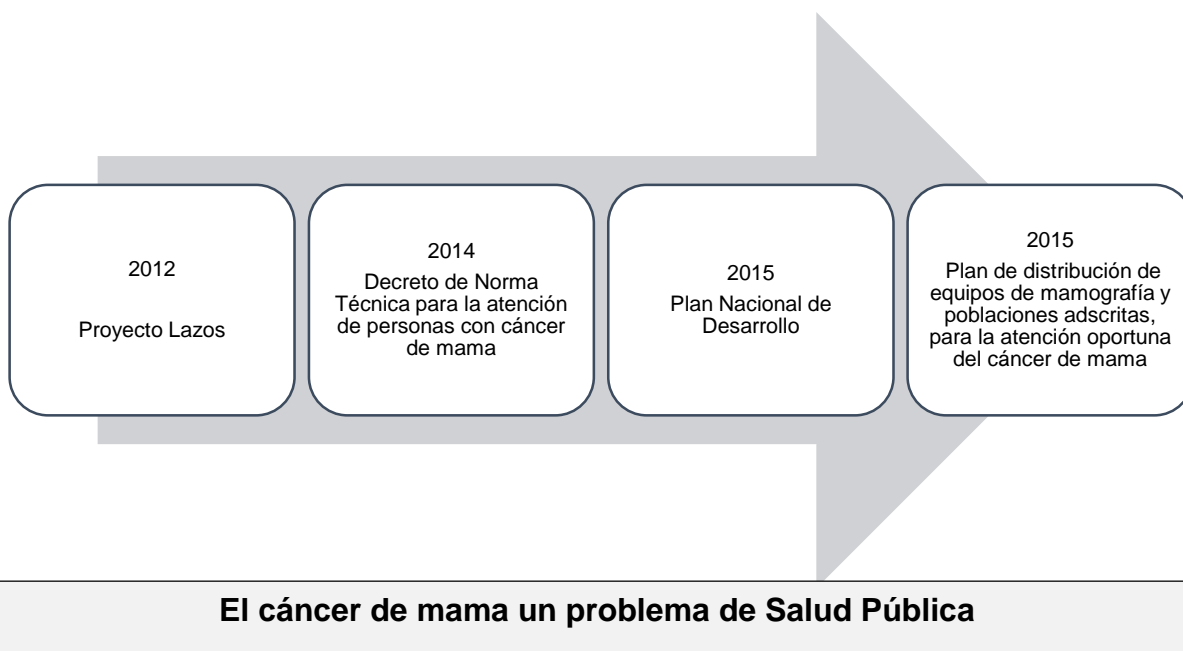 2012
Proyecto Lazos
2014
Decreto de Norma
Técnica para la atención
de personas con cáncer
de mama
2015
Plan Nacional de
Desarrollo
2015
Plan de distribución de
equipos de mamografía y
poblaciones adscritas,
para la atención oportuna
del cáncer de mama
El cáncer de mama un problema de Salud Pública